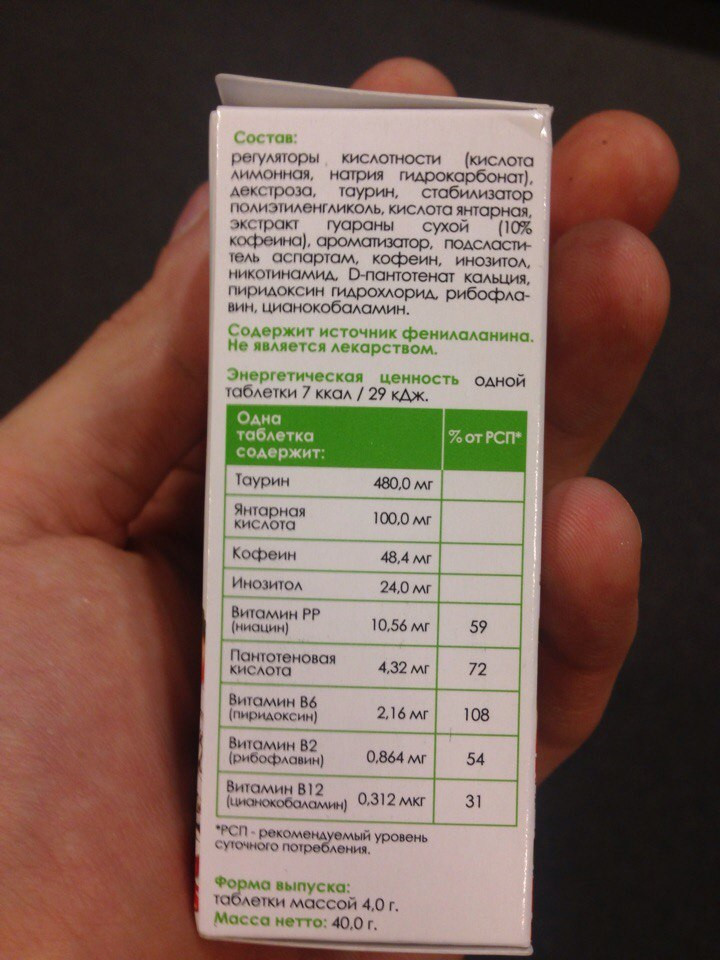 Состав:
регуляторы кислотности (кислота
лимонная, натрия гидрокарбонат),
декстроза, таурин, стабилизатор
полиэтиленгликоль, кислота янтарная,
экстракт гуараны сухой (10%
кофеина), ароматизатор, подсласти-
тель аспартам, кофеин, инозитол,
никотинамид, D-пантотенат кальция,
пиридоксин гидрохлорид, рибофла-
вин, цианокобаламин.
Содержит источник фенилаланина.
Не является лекарством.
Энергетическая ценность одной
таблетки 7 ккал / 29 кДж.
Одна
таблетка
содержит:
% от РСП*
Таурин 480,0 мг
Янтарная
кислота 100,0 мг
Кофеин 48,4 мг
Инозитол 24,0 мг
Витамин PP
(ниацин) 10,56 мг 59
Пантотеновая
кислота 4,32 мг 72
Витамин B6
(пиридоксин) 2,16 мг 108
Витамин B2
(рибофлавин) 0,864 мг 54
Витамин B12
(цианокобаламин) 0,312 мкг 31
*РСП - рекомендуемый уровень
суточного потребления.
Форма выпуска:
таблетки массой 4,0 г.
Масса нетто: 40,0 г.